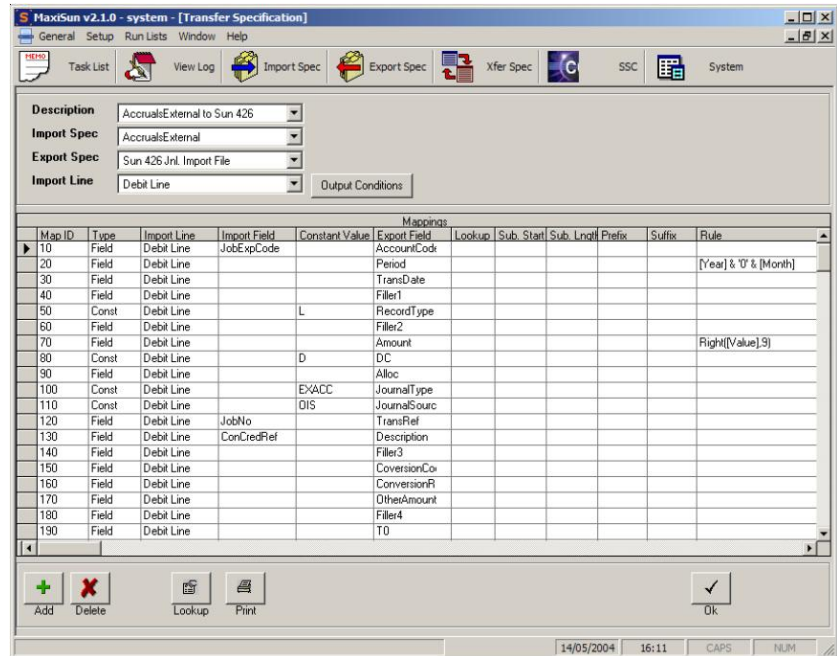 MaxiSun v2.1.0 - system - [Transfer Specification]
General Setup Run Lists Window Help
MEMO Task List View Log Import Spec Export Spec Xfer Spec C SSC System
Description AccrualsExternal to Sun 426
Import Spec AccrualsExternal
Export Spec Sun 426 Jnl. Import File
Import Line Debit Line Output Conditions
Mappings
Map ID Type Import Line Import Field Constant Value Export Field Lookup Sub. Start Sub. Lngth Prefix Suffix Rule
10 Field Debit Line JobExpCode AccountCode
20 Field Debit Line Period [Year] & '0' & [Month]
30 Field Debit Line TransDate
40 Field Debit Line Filler1
50 Const Debit Line L RecordType
60 Field Debit Line Filler2
70 Field Debit Line Amount Right([Value],9)
80 Const Debit Line D DC
90 Field Debit Line Alloc
100 Const Debit Line EXACC JournalType
110 Const Debit Line OIS JournalSourc
120 Field Debit Line JobNo TransRef
130 Field Debit Line ConCredRef Description
140 Field Debit Line Filler3
150 Field Debit Line CoversionCo
160 Field Debit Line ConversionR
170 Field Debit Line OtherAmount
180 Field Debit Line Filler4
190 Field Debit Line T0
Add Delete Lookup Print Ok
14/05/2004 16:11 CAPS NUM